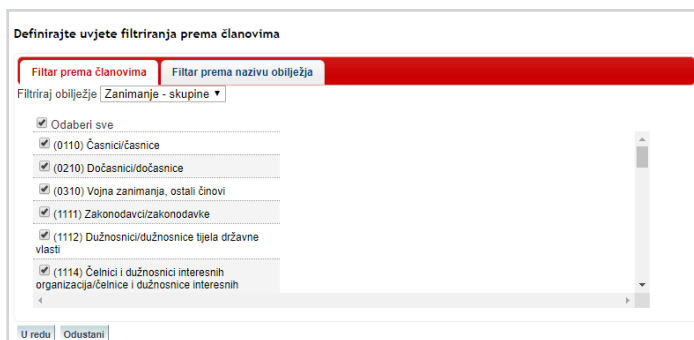 Definirajte uvjete filtriranja prema članovima
Filtar prema članovima Filtar prema nazivu obilježja
Filtriraj obilježje Zanimanje - skupine
Odaberi sve
(0110) Časnici/časnice
(0210) Dočasnici/dočasnice
(0310) Vojna zanimanja, ostali činovi
(1111) Zakonodavci/zakonodavke
(1112) Dužnosnici/dužnosnice tijela državne
vlasti
(1114) Čelnici i dužnosnici interesnih
organizacija/čelnice i dužnosnice interesnih
U redu Odustani